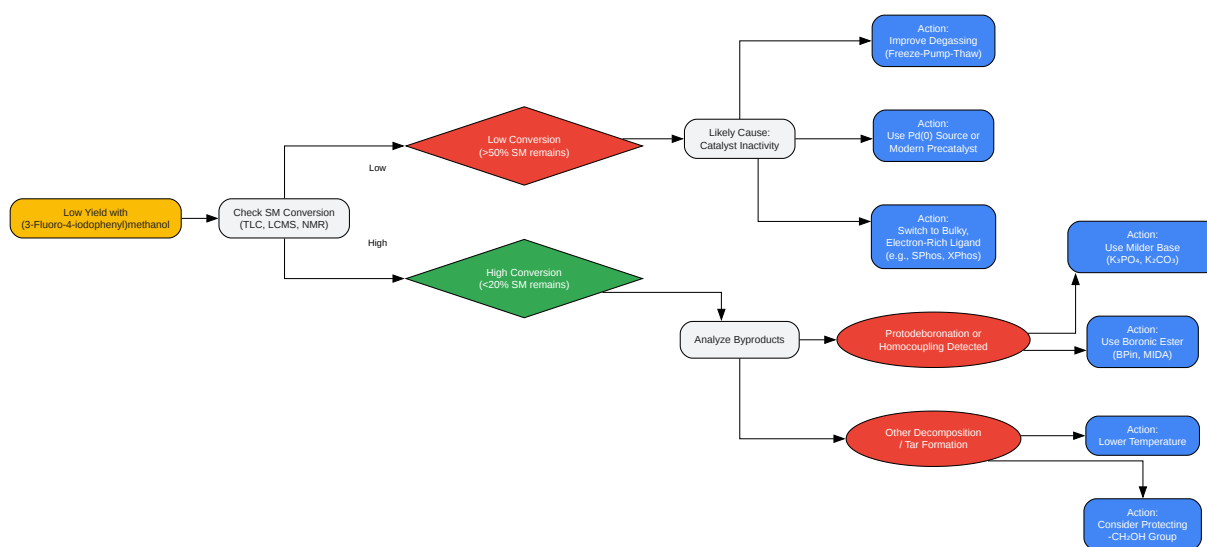 Low Yield with
(3-Fluoro-4-iodophenyl)methanol
Check SM Conversion
(TLC, LCMS, NMR)
Low
High
Low Conversion
(>50% SM remains)
High Conversion
(<20% SM remains)
Likely Cause:
Catalyst Inactivity
Action:
Improve Degassing
(Freeze-Pump-Thaw)
Action:
Use Pd(0) Source or
Modern Precatalyst
Action:
Switch to Bulky,
Electron-Rich Ligand
(e.g., SPhos, XPhos)
Analyze Byproducts
Protodeboronation or
Homocoupling Detected
Action:
Use Milder Base
(K₃PO₄, K₂CO₃)
Action:
Use Boronic Ester
(BPin, MIDA)
Other Decomposition
/ Tar Formation
Action:
Lower Temperature
Action:
Consider Protecting
-CH₂OH Group